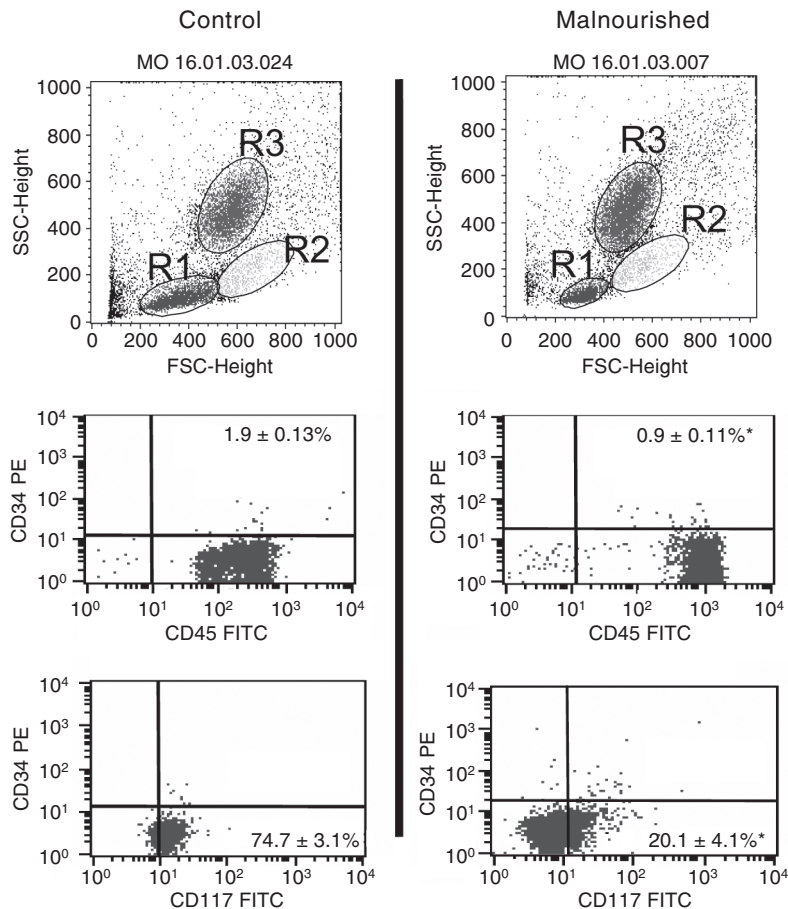 Control
MO 16.01.03.024
SSC-Height
1000
800
600
400
200
0
R3
R1
R2
0 200 400 600 800 1000
FSC-Height
Malnourished
MO 16.01.03.007
SSC-Height
1000
800
600
400
200
0
R3
R2
R1
0 200 400 600 800 1000
FSC-Height
CD34 PE
10⁴
10³
10²
10¹
10⁰
1.9 ± 0.13%
10⁰ 10¹ 10² 10³ 10⁴
CD45 FITC
CD34 PE
10⁴
10³
10²
10¹
10⁰
0.9 ± 0.11%*
10⁰ 10¹ 10² 10³ 10⁴
CD45 FITC
CD34 PE
10⁴
10³
10²
10¹
10⁰
74.7 ± 3.1%
10⁰ 10¹ 10² 10³ 10⁴
CD117 FITC
CD34 PE
10⁴
10³
10²
10¹
10⁰
20.1 ± 4.1%*
10⁰ 10¹ 10² 10³ 10⁴
CD117 FITC